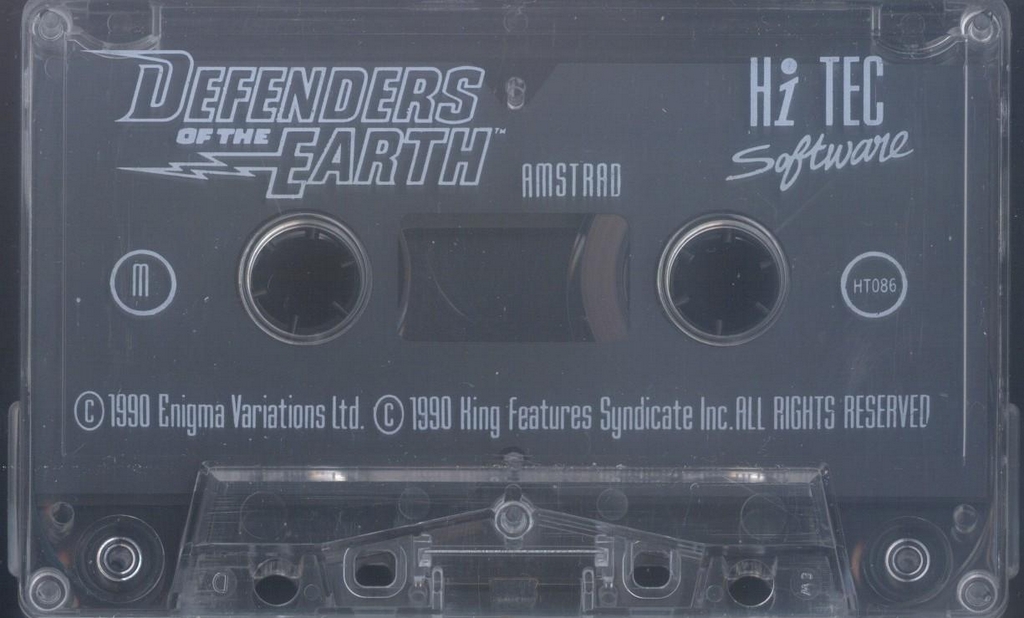 DEFENDERS
OF THE
EARTH™
AMSTRAD
Hi TEC
Software
M
HT086
© 1990 Enigma Variations Ltd. © 1990 King Features Syndicate Inc. ALL RIGHTS RESERVED